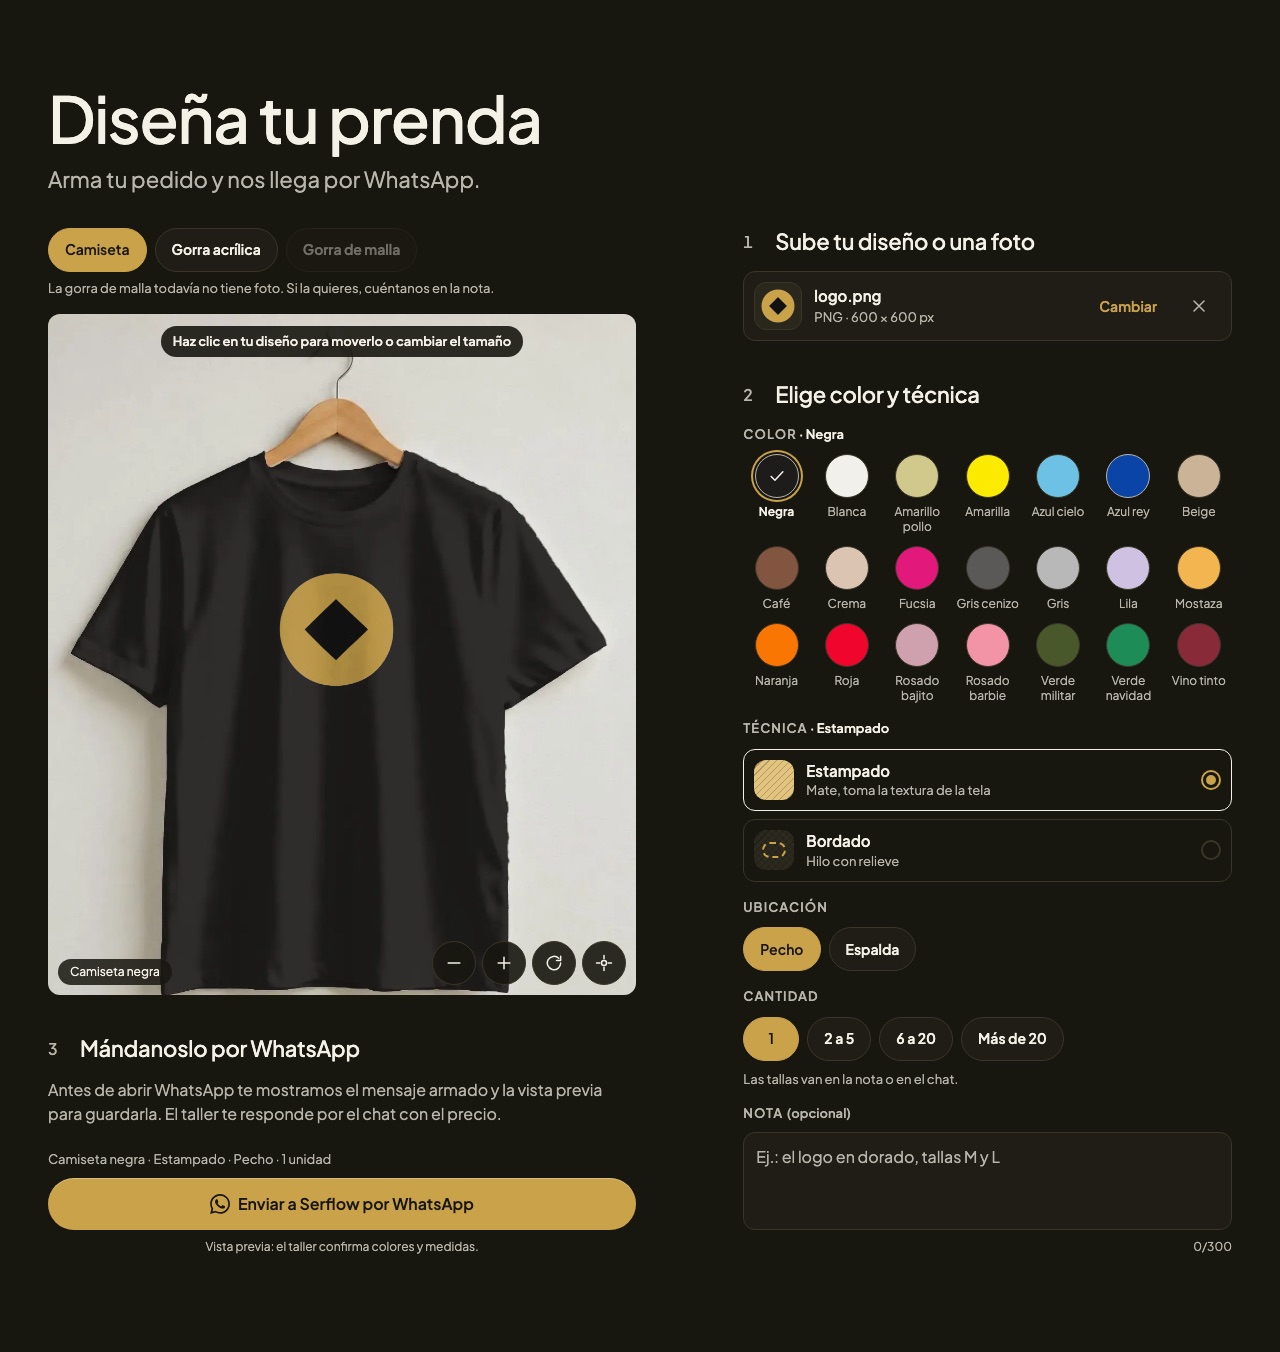 Diseña tu prenda
Arma tu pedido y nos llega por WhatsApp.
Camiseta
Gorra acrílica
Gorra de malla
La gorra de malla todavía no tiene foto. Si la quieres, cuéntanos en la nota.
Haz clic en tu diseño para moverlo o cambiar el tamaño
Camiseta negra
1 Sube tu diseño o una foto
logo.png
PNG · 600 × 600 px
Cambiar
2 Elige color y técnica
COLOR · Negra
Negra
Blanca
Amarillo
pollo
Amarilla
Azul cielo
Azul rey
Beige
Café
Crema
Fucsia
Gris cenizo
Gris
Lila
Mostaza
Naranja
Roja
Rosado
bajito
Rosado
barbie
Verde
militar
Verde
navidad
Vino tinto
TÉCNICA · Estampado
Estampado
Mate, toma la textura de la tela
Bordado
Hilo con relieve
UBICACIÓN
Pecho
Espalda
CANTIDAD
1
2 a 5
6 a 20
Más de 20
Las tallas van en la nota o en el chat.
NOTA (opcional)
Ej.: el logo en dorado, tallas M y L
0/300
3 Mándanoslo por WhatsApp
Antes de abrir WhatsApp te mostramos el mensaje armado y la vista previa
para guardarla. El taller te responde por el chat con el precio.
Camiseta negra · Estampado · Pecho · 1 unidad
Enviar a Serflow por WhatsApp
Vista previa: el taller confirma colores y medidas.